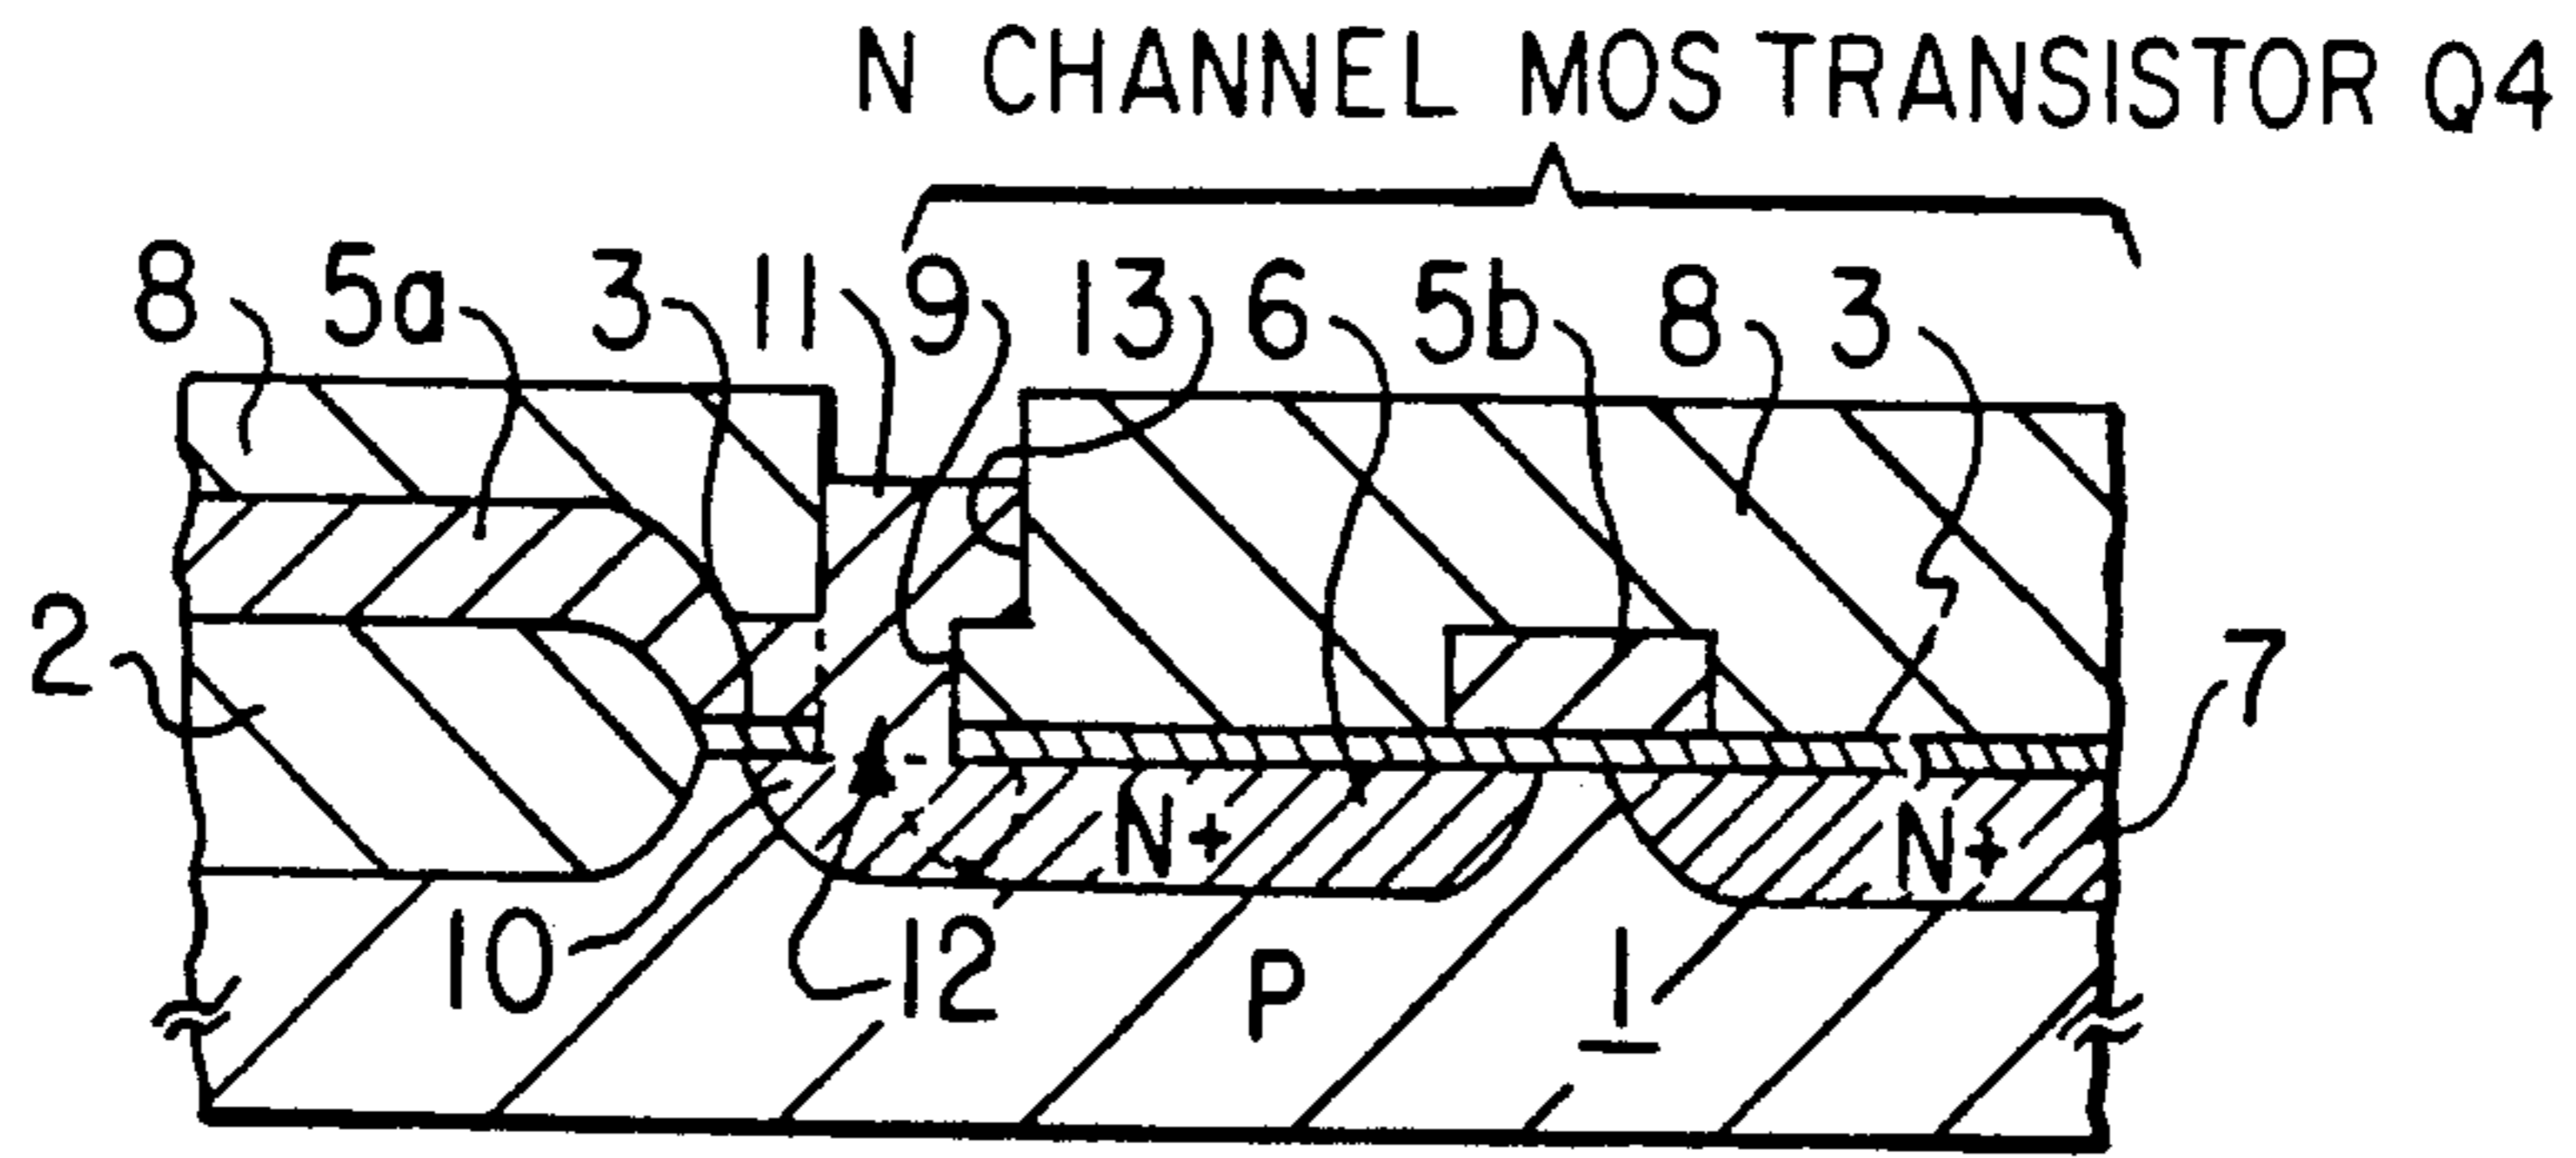 N CHANNEL MOS TRANSISTOR Q4
8 5a 3 11 9 13 6 5b 8 3
2 7
N+ N+
10 12 P 1